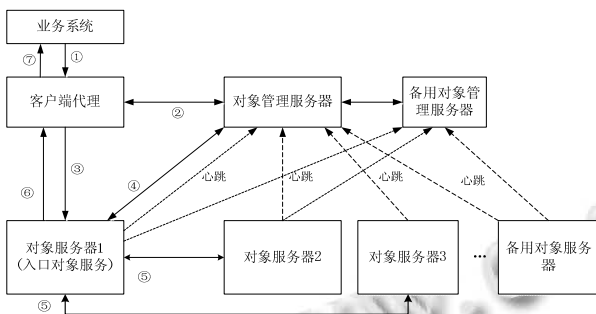 业务系统
⑦
①
客户端代理
②
对象管理服务器
备用对象管
理服务器
③
④
⑥
心跳
心跳
心跳
心跳
对象服务器1
(入口对象服务)
⑤
对象服务器2
对象服务器3
...
备用对象服务
器
⑤